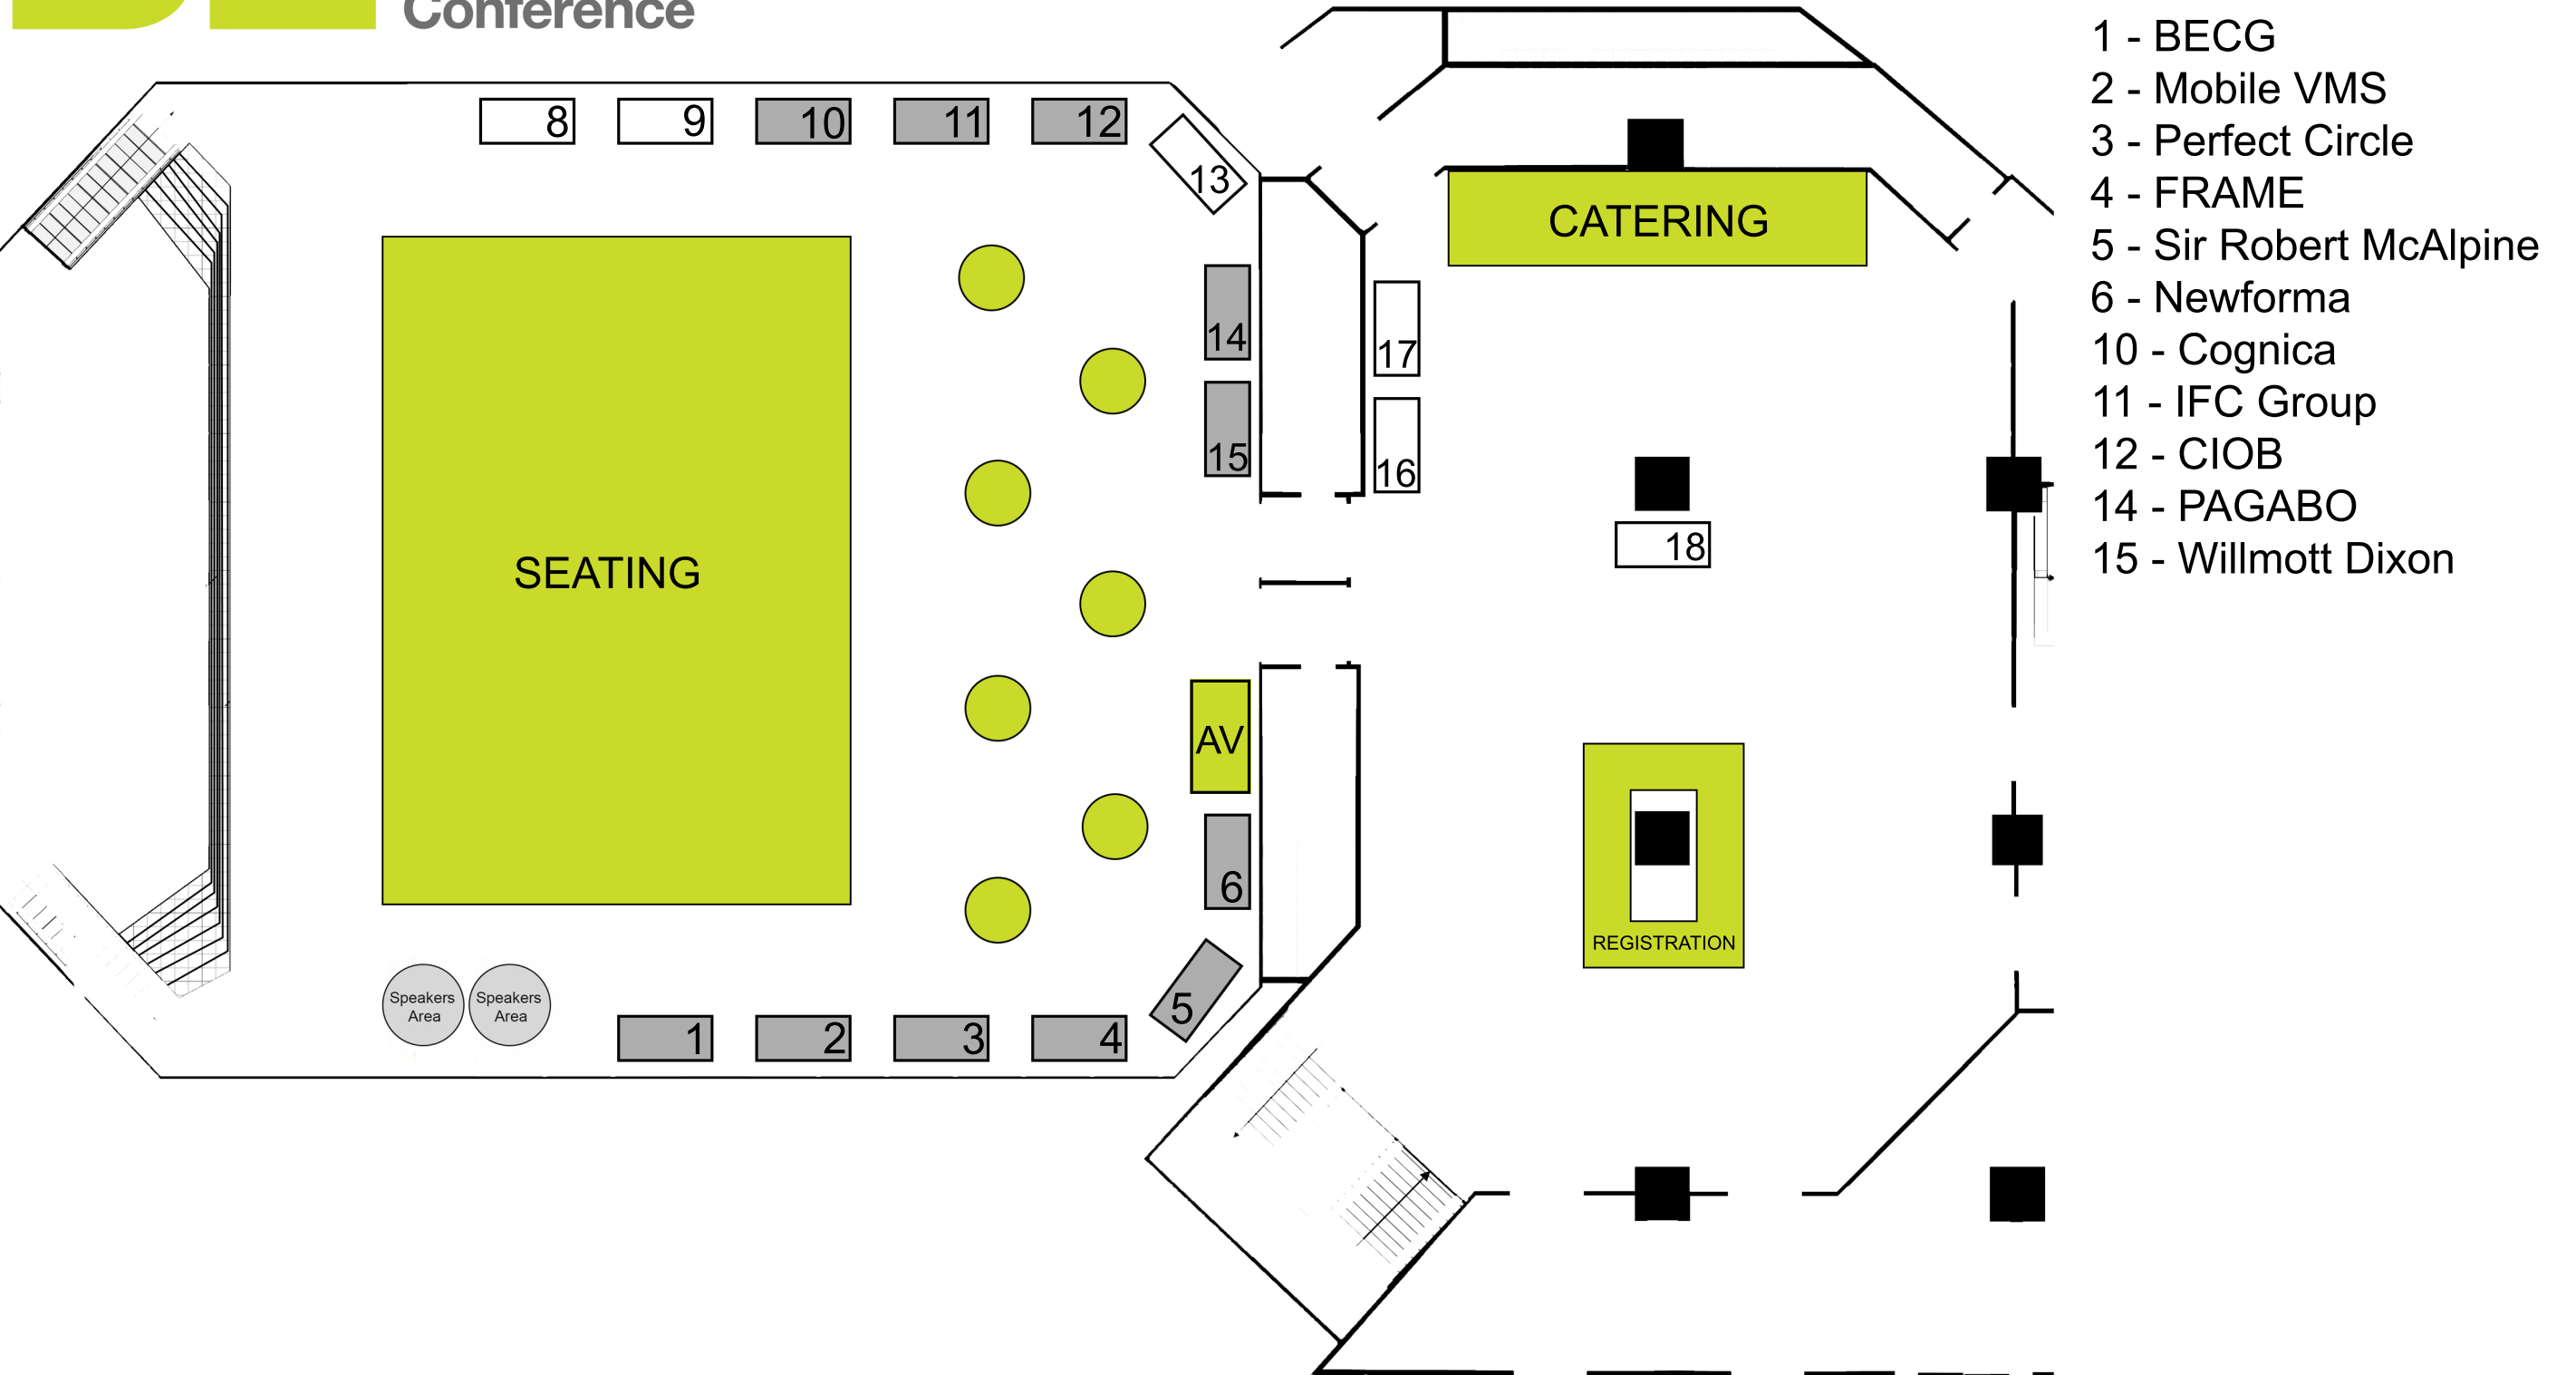 Conference
8
9
10
11
12
13
14
15
17
16
18
CATERING
SEATING
AV
6
5
REGISTRATION
Speakers
Area
Speakers
Area
1
2
3
4
1 - BECG
2 - Mobile VMS
3 - Perfect Circle
4 - FRAME
5 - Sir Robert McAlpine
6 - Newforma
10 - Cognica
11 - IFC Group
12 - CIOB
14 - PAGABO
15 - Willmott Dixon